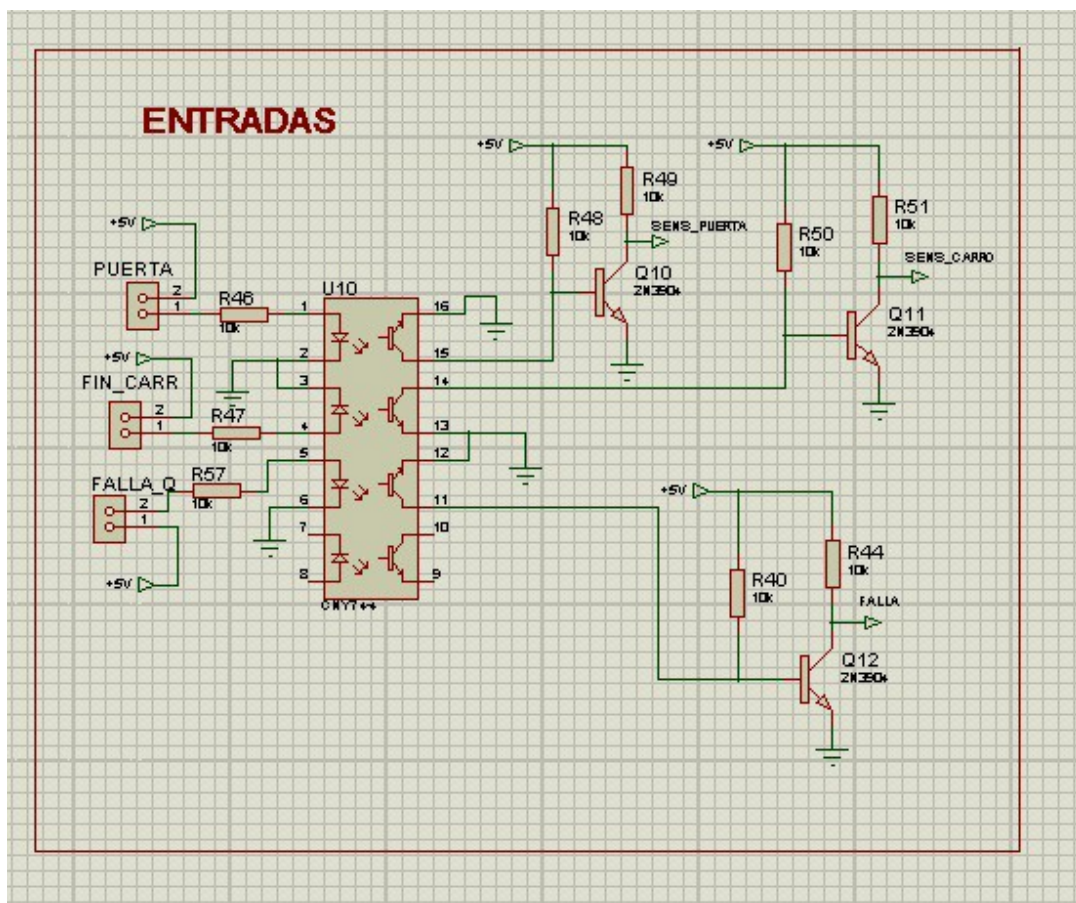 ENTRADAS
+5V
+5V
R49
10k
R48
10k
SENS_PUERTA
R51
10k
R50
10k
SENS_CARRO
+5V
PUERTA
2
1
R46
10k
U10
Q10
2N3904
Q11
2N3904
1
2
3
4
5
6
7
8
16
15
14
13
12
11
10
9
CNY74-4
+5V
FIN_CARR
2
1
R47
10k
FALLA_Q
2
1
R57
10k
+5V
+5V
R44
10k
R40
10k
FALLA
Q12
2N3904